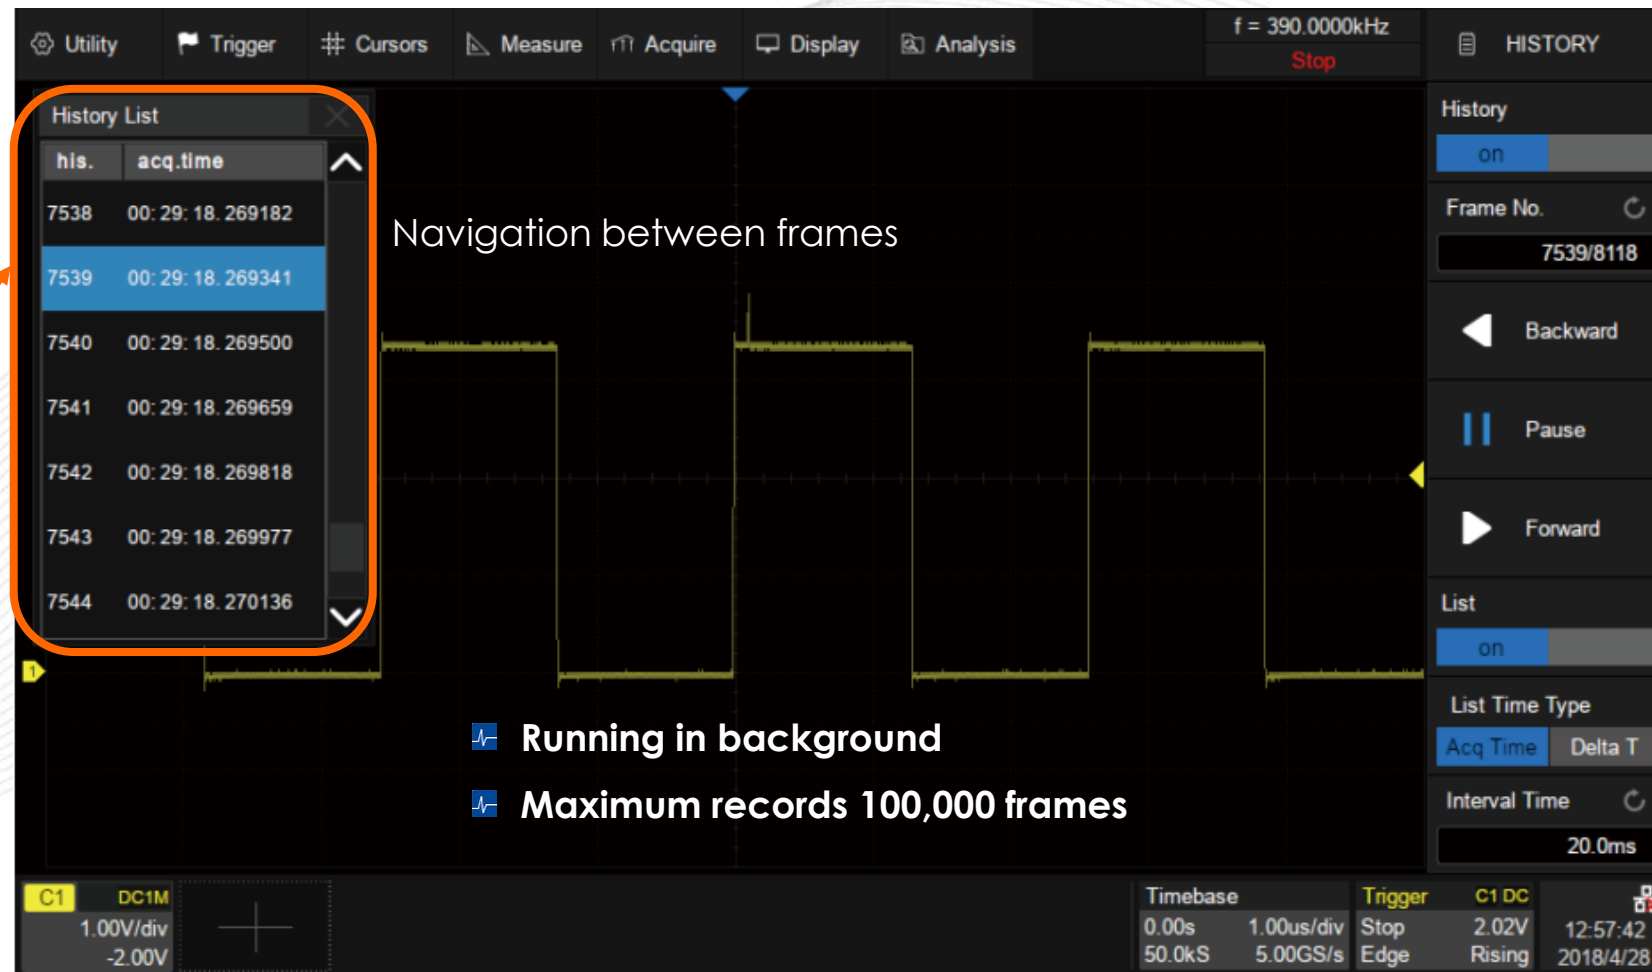 Utility Trigger Cursors Measure Acquire Display Analysis
f = 390.0000kHz
Stop
HISTORY
History List
his. acq.time
7538 00:29:18.269182
7539 00:29:18.269341
7540 00:29:18.269500
7541 00:29:18.269659
7542 00:29:18.269818
7543 00:29:18.269977
7544 00:29:18.270136
Navigation between frames
1
Running in background
Maximum records 100,000 frames
History
on
Frame No.
7539/8118
Backward
Pause
Forward
List
on
List Time Type
Acq Time Delta T
Interval Time
20.0ms
C1 DC1M
1.00V/div
-2.00V
Timebase
0.00s 1.00us/div
50.0kS 5.00GS/s
Trigger C1 DC
Stop 2.02V
Edge Rising
12:57:42
2018/4/28